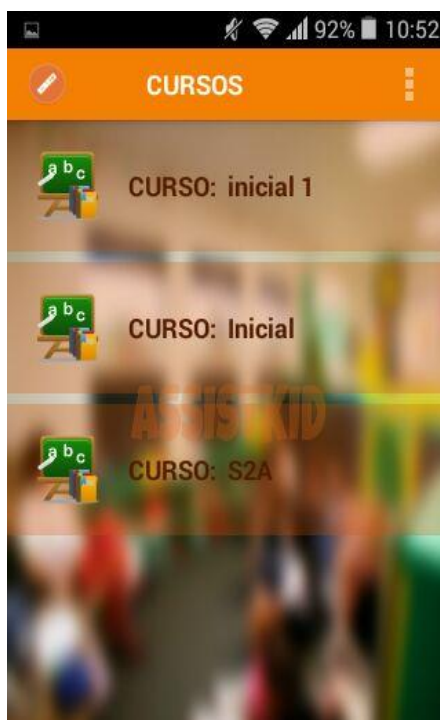 92% 10:52
CURSOS
a b c
CURSO: inicial 1
a b c
CURSO: Inicial
ASSISTKID
a b c
CURSO: S2A